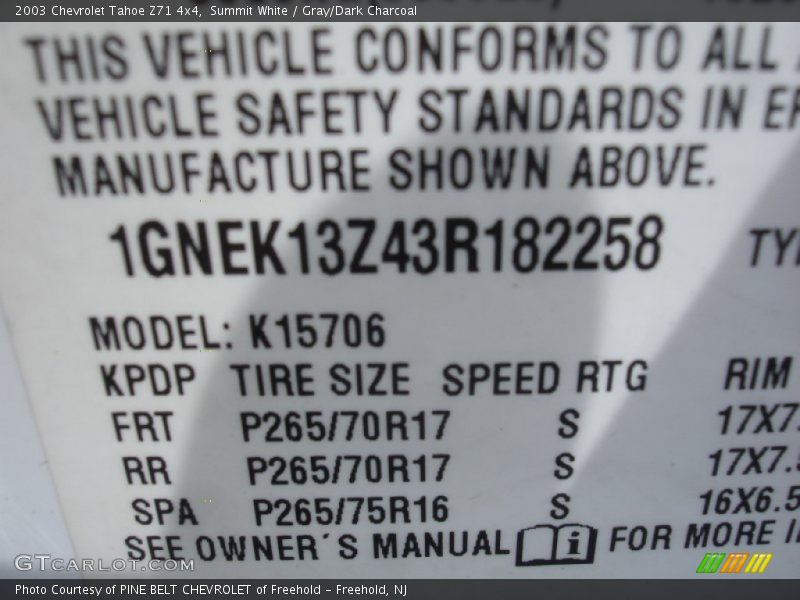 2003 Chevrolet Tahoe Z71 4x4, Summit White / Gray/Dark Charcoal
THIS VEHICLE CONFORMS TO ALL
VEHICLE SAFETY STANDARDS IN
MANUFACTURE SHOWN ABOVE.
1GNEK13Z43R182258
MODEL: K15706
KPDP TIRE SIZE SPEED RTG RIM
FRT P265/70R17 S 17X7
RR P265/70R17 S 17X7.5
SPA P265/75R16 S 16X6.5
SEE OWNER´S MANUAL i FOR MORE
GTCARLOT.COM
Photo Courtesy of PINE BELT CHEVROLET of Freehold – Freehold, NJ